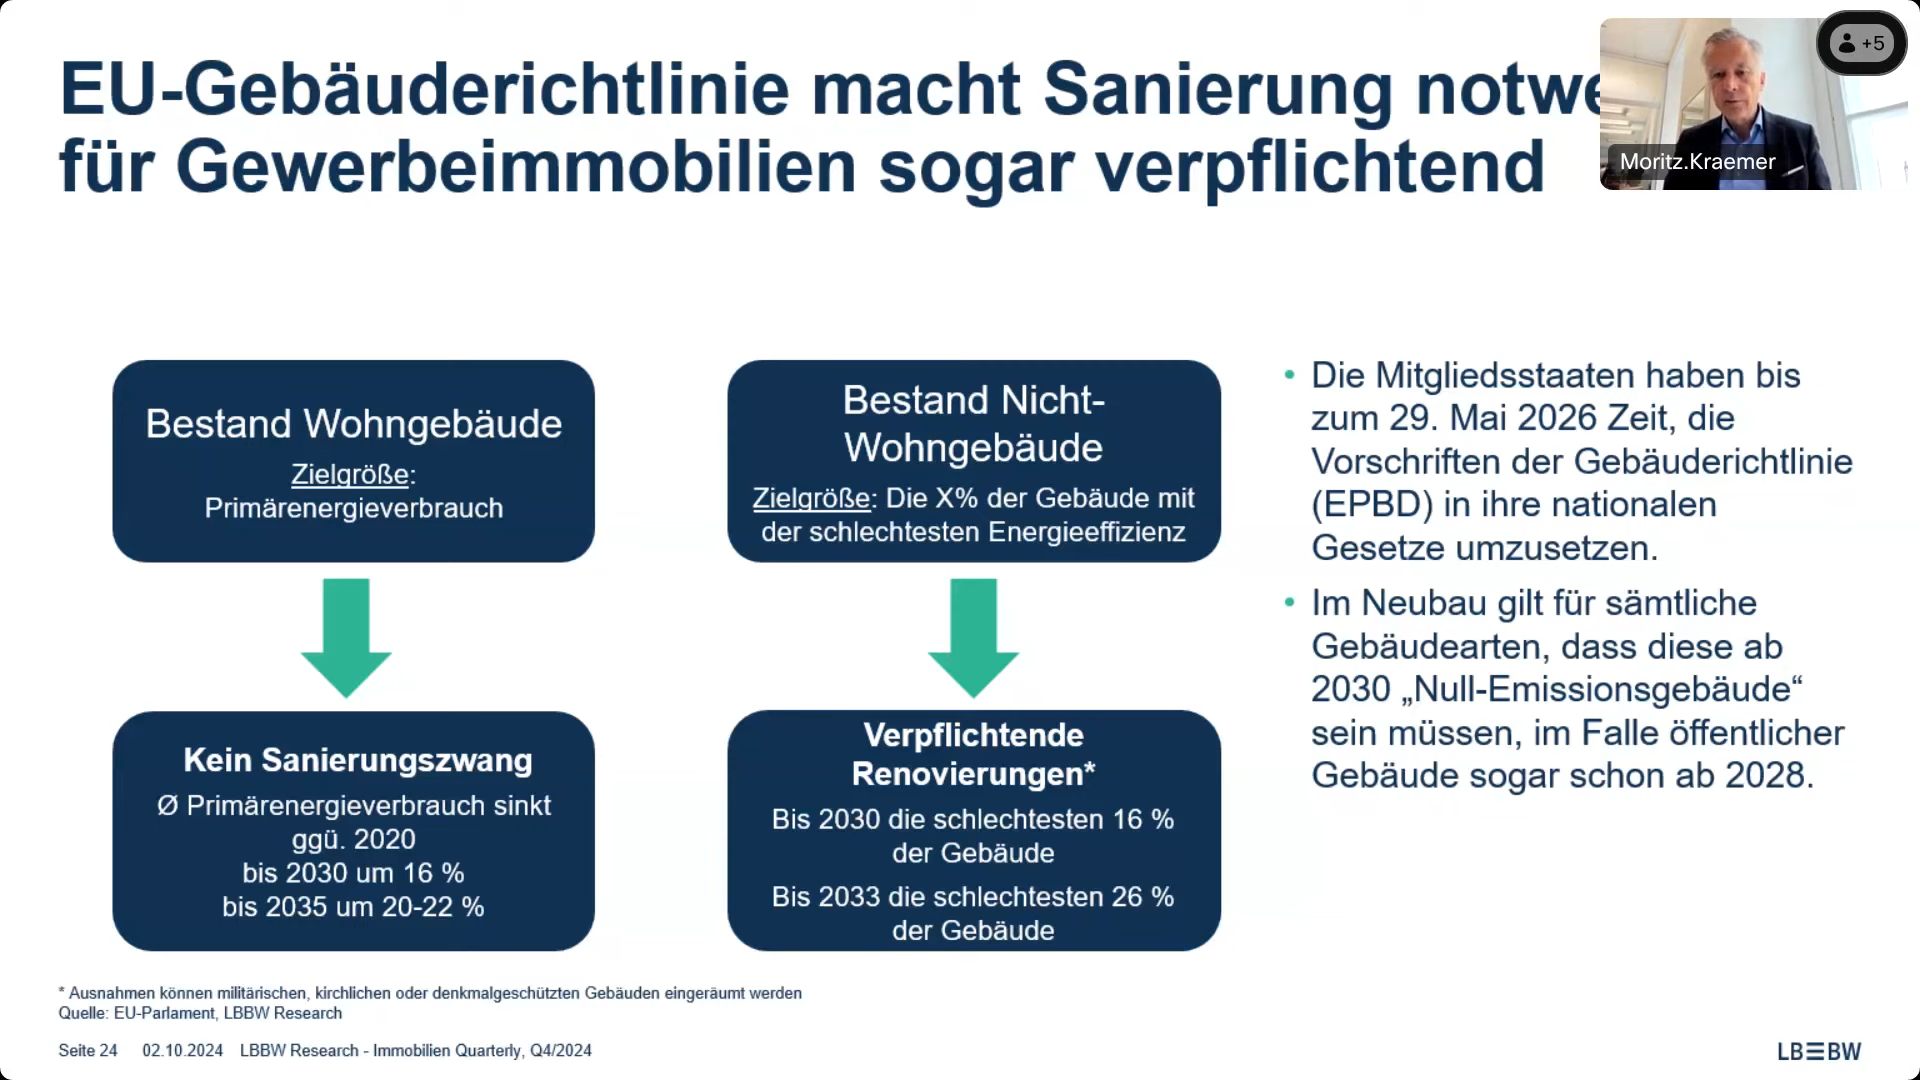 EU-Gebäuderichtlinie macht Sanierung
für Gewerbeimmobilien sogar verpflichtend
+5
Moritz.Kraemer
Bestand Wohngebäude
Zielgröße:
Primärenergieverbrauch
Bestand Nicht-
Wohngebäude
Zielgröße: Die X% der Gebäude mit
der schlechtesten Energieeffizienz
Kein Sanierungszwang
Ø Primärenergieverbrauch sinkt
ggü. 2020
bis 2030 um 16 %
bis 2035 um 20-22 %
Verpflichtende
Renovierungen*
Bis 2030 die schlechtesten 16 %
der Gebäude
Bis 2033 die schlechtesten 26 %
der Gebäude
• Die Mitgliedsstaaten haben bis
zum 29. Mai 2026 Zeit, die
Vorschriften der Gebäuderichtlinie
(EPBD) in ihre nationalen
Gesetze umzusetzen.
• Im Neubau gilt für sämtliche
Gebäudearten, dass diese ab
2030 „Null-Emissionsgebäude“
sein müssen, im Falle öffentlicher
Gebäude sogar schon ab 2028.
* Ausnahmen können militärischen, kirchlichen oder denkmalgeschützten Gebäuden eingeräumt werden
Quelle: EU-Parlament, LBBW Research
Seite 24 02.10.2024 LBBW Research - Immobilien Quarterly, Q4/2024
LB≡BW